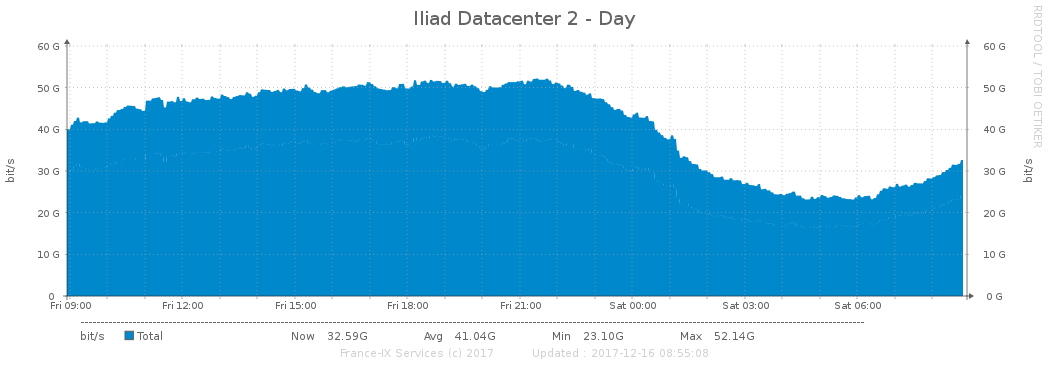 Iliad Datacenter 2 - Day
RRDTOOL / TOBI OETIKER
60 G 60 G
50 G 50 G
40 G 40 G
30 G 30 G
20 G 20 G
10 G 10 G
0 0 G
bit/s bit/s
Fri 09:00 Fri 12:00 Fri 15:00 Fri 18:00 Fri 21:00 Sat 00:00 Sat 03:00 Sat 06:00
bit/s Total Now 32.59G Avg 41.04G Min 23.10G Max 52.14G
France-IX Services (c) 2017 Updated : 2017-12-16 08:55:08